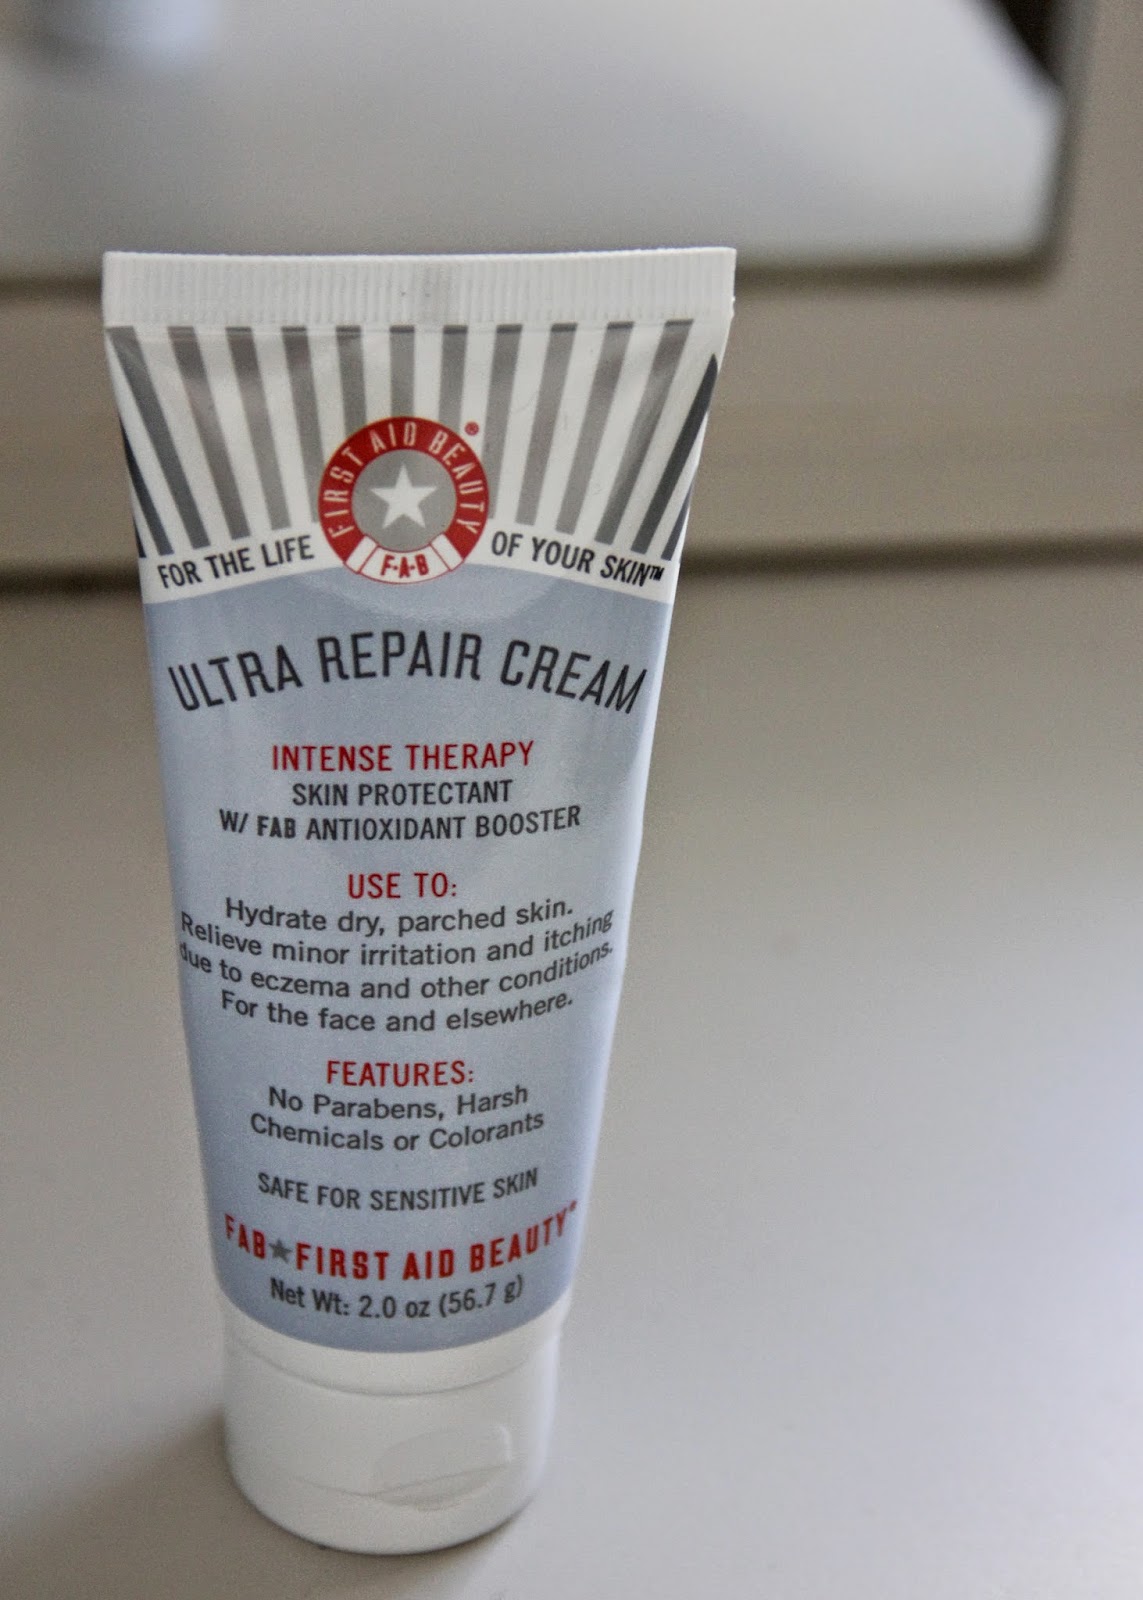 FIRST AID BEAUTY®
F·A·B
FOR THE LIFE OF YOUR SKIN™
ULTRA REPAIR CREAM
INTENSE THERAPY
SKIN PROTECTANT
W/ FAB ANTIOXIDANT BOOSTER
USE TO:
Hydrate dry, parched skin.
Relieve minor irritation and itching
due to eczema and other conditions.
For the face and elsewhere.
FEATURES:
No Parabens, Harsh
Chemicals or Colorants
SAFE FOR SENSITIVE SKIN
FAB★FIRST AID BEAUTY®
Net Wt: 2.0 oz (56.7 g)